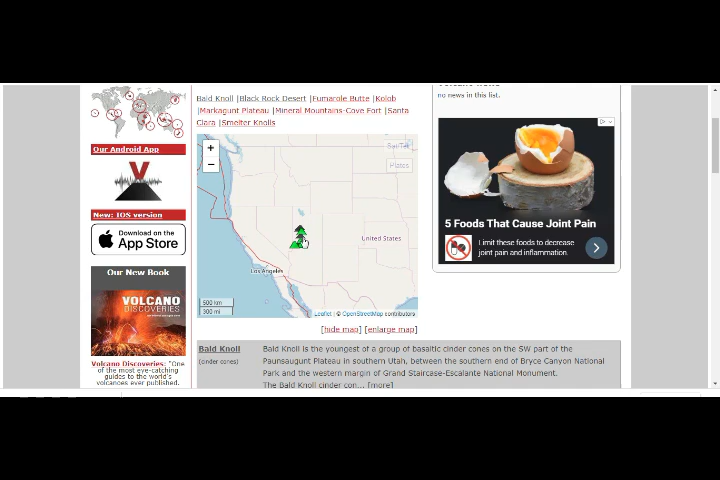 Our Android App
New: IOS version
Download on the
App Store
Our New Book
VOLCANO
DISCOVERIES
Volcano Discoveries: "One
of the most eye-catching
guides to the world's
volcanoes ever published.
Bald Knoll |Black Rock Desert |Fumarole Butte |Kolob
|Markagunt Plateau |Mineral Mountains-Cove Fort |Santa
Clara |Smelter Knolls
+
−
Plates
United States
Los Angeles
500 km
300 mi
Leaflet | © OpenStreetMap contributors
[hide map] [enlarge map]
Bald Knoll
(cinder cones)
Bald Knoll is the youngest of a group of basaltic cinder cones on the SW part of the
Paunsaugunt Plateau in southern Utah, between the southern end of Bryce Canyon National
Park and the western margin of Grand Staircase-Escalante National Monument.
The Bald Knoll cinder con... [more]
no news in this list.
5 Foods That Cause Joint Pain
Limit these foods to decrease
joint pain and inflammation.